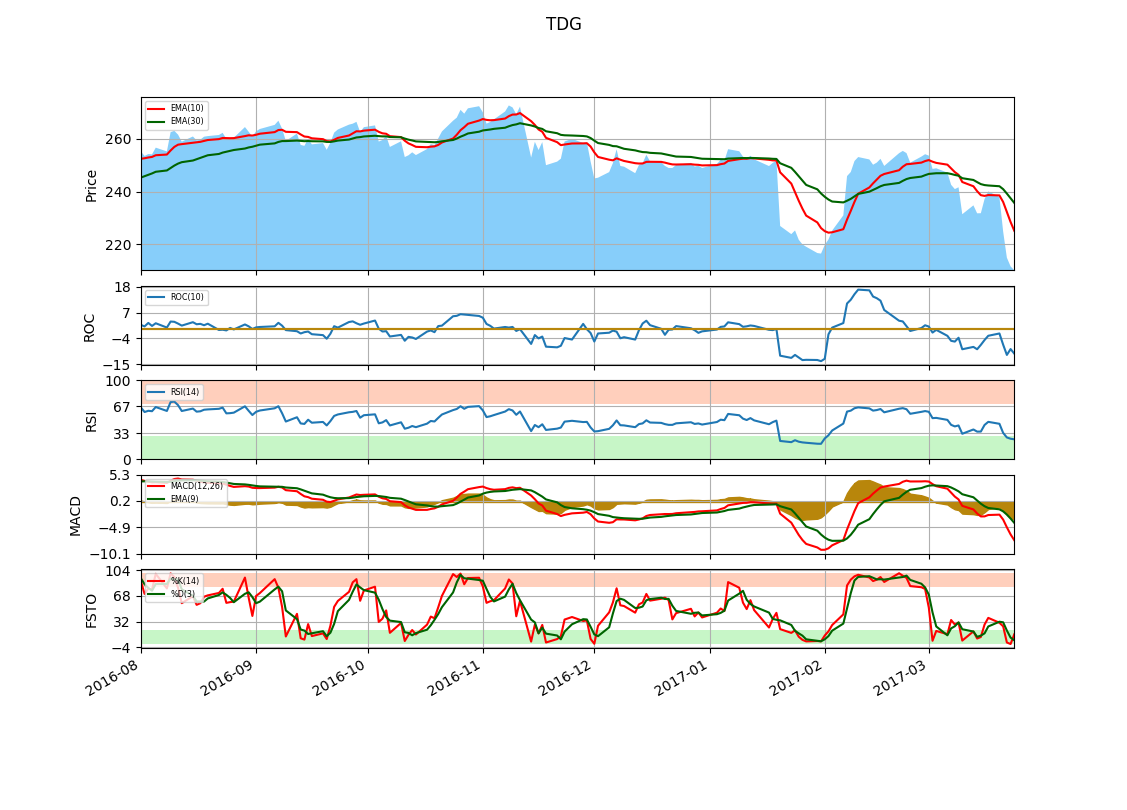 TDG
EMA(10)
EMA(30)
260
240
220
Price
18
7
−4
−15
ROC
ROC(10)
100
67
33
0
RSI
RSI(14)
5.3
0.2
−4.9
−10.1
MACD
MACD(12,26)
EMA(9)
104
68
32
−4
FSTO
%K(14)
%D(3)
2016-08
2016-09
2016-10
2016-11
2016-12
2017-01
2017-02
2017-03